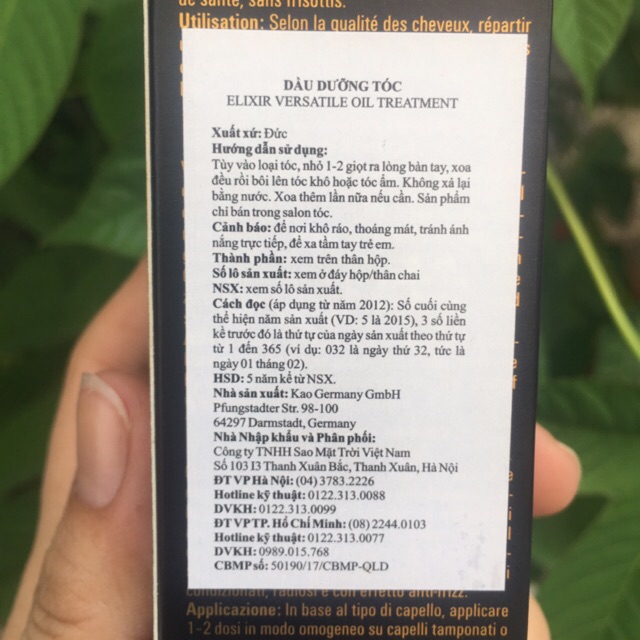 de santé, sans frisottis.
Utilisation: Selon la qualité des cheveux, répartir
DẦU DƯỠNG TÓC
ELIXIR VERSATILE OIL TREATMENT
Xuất xứ: Đức
Hướng dẫn sử dụng:
Tùy vào loại tóc, nhỏ 1-2 giọt ra lòng bàn tay, xoa
đều rồi bôi lên tóc khô hoặc tóc ẩm. Không xả lại
bằng nước. Xoa thêm lần nữa nếu cần. Sản phẩm
chỉ bán trong salon tóc.
Cảnh báo: để nơi khô ráo, thoáng mát, tránh ánh
nắng trực tiếp, để xa tầm tay trẻ em.
Thành phần: xem trên thân hộp.
Số lô sản xuất: xem ở đáy hộp/thân chai
NSX: xem số lô sản xuất.
Cách đọc (áp dụng từ năm 2012): Số cuối cùng
thể hiện năm sản xuất (VD: 5 là 2015), 3 số liền
kề trước đó là thứ tự của ngày sản xuất theo thứ tự
từ 1 đến 365 (ví dụ: 032 là ngày thứ 32, tức là
ngày 01 tháng 02).
HSD: 5 năm kể từ NSX.
Nhà sản xuất: Kao Germany GmbH
Pfungstadter Str. 98-100
64297 Darmstadt, Germany
Nhà Nhập khẩu và Phân phối:
Công ty TNHH Sao Mặt Trời Việt Nam
Số 103 I3 Thanh Xuân Bắc, Thanh Xuân, Hà Nội
ĐT VP Hà Nội: (04) 3783.2226
Hotline kỹ thuật: 0122.313.0088
DVKH: 0122.313.0099
ĐT VP TP. Hồ Chí Minh: (08) 2244.0103
Hotline kỹ thuật: 0122.313.0077
DVKH: 0989.015.768
CBMP số: 50190/17/CBMP-QLD
condizionati, radiosi e con effetto anti-frizz.
Applicazione: In base al tipo di capello, applicare
1-2 dosi in modo omogeneo su capelli tamponati o